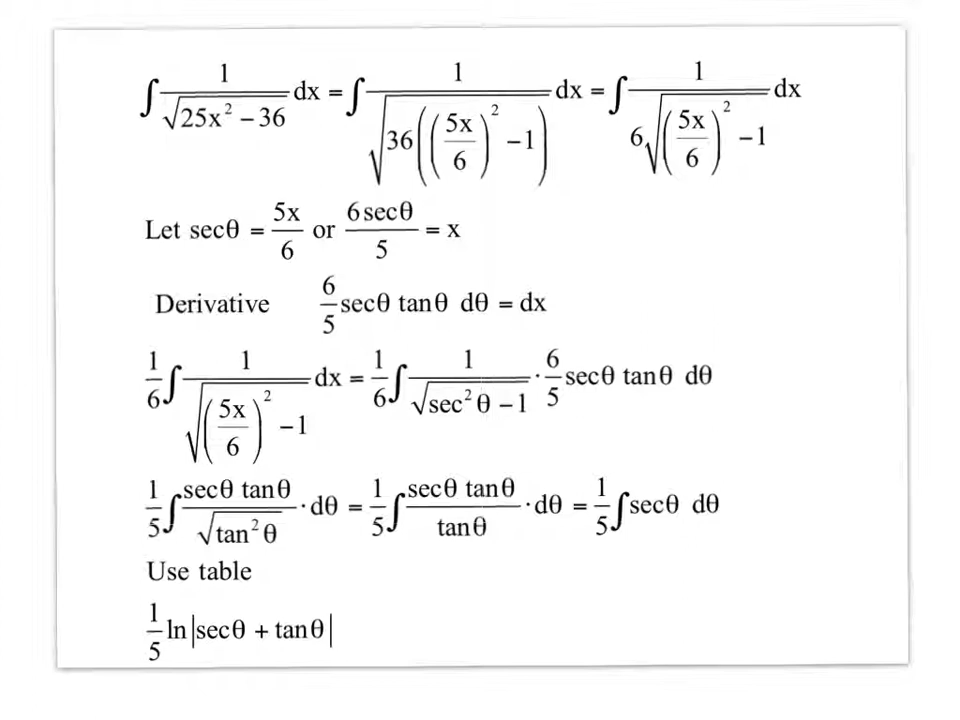 ∫ 1/√(25x² − 36) dx = ∫ 1/√(36((5x/6)² − 1)) dx = ∫ 1/(6√((5x/6)² − 1)) dx
Let secθ = 5x/6 or 6secθ/5 = x
Derivative 6/5 secθ tanθ dθ = dx
1/6 ∫ 1/√((5x/6)² − 1) dx = 1/6 ∫ 1/√(sec²θ − 1) · 6/5 secθ tanθ dθ
1/5 ∫ secθ tanθ/√(tan²θ) · dθ = 1/5 ∫ secθ tanθ/tanθ · dθ = 1/5 ∫ secθ dθ
Use table
1/5 ln|secθ + tanθ|